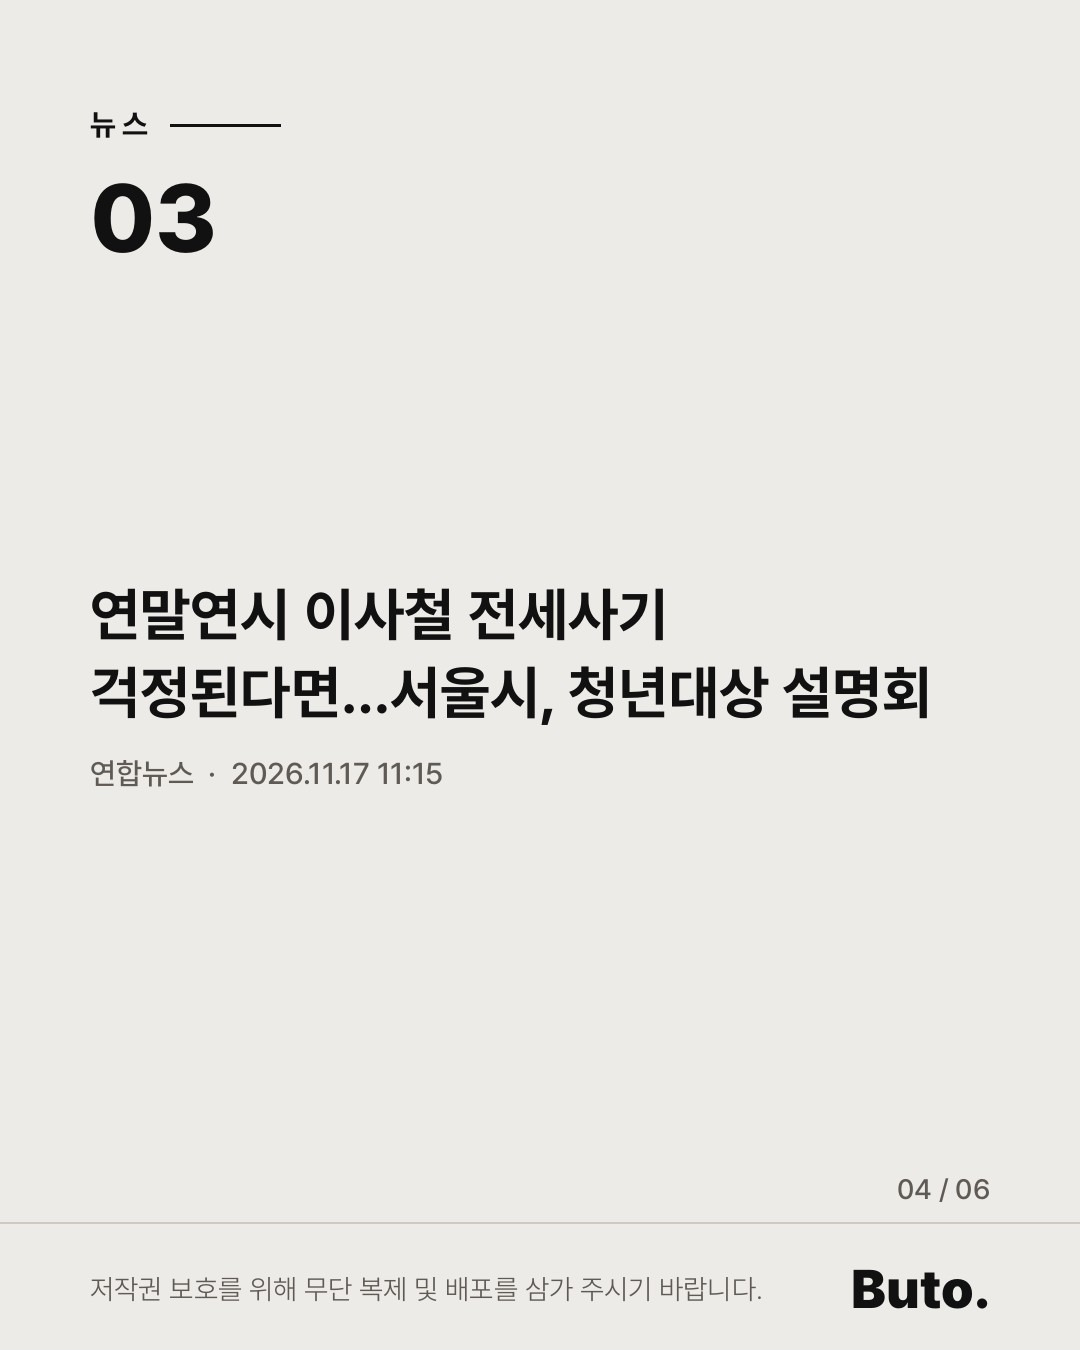 뉴스
03
연말연시 이사철 전세사기
걱정된다면…서울시, 청년대상 설명회
연합뉴스 · 2026.11.17 11:15
04 / 06
저작권 보호를 위해 무단 복제 및 배포를 삼가 주시기 바랍니다.
Buto.